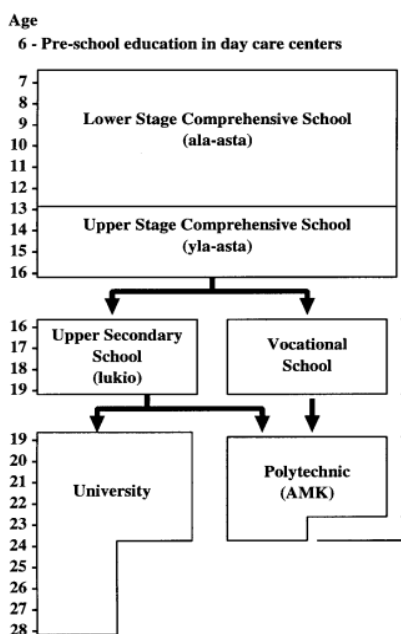 Age
6 - Pre-school education in day care centers
7
8
9
10
11
12
13
14
15
16
Lower Stage Comprehensive School
(ala-asta)
Upper Stage Comprehensive School
(yla-asta)
16
17
18
19
Upper Secondary
School
(lukio)
Vocational
School
19
20
21
22
23
24
25
26
27
28
University
Polytechnic
(AMK)